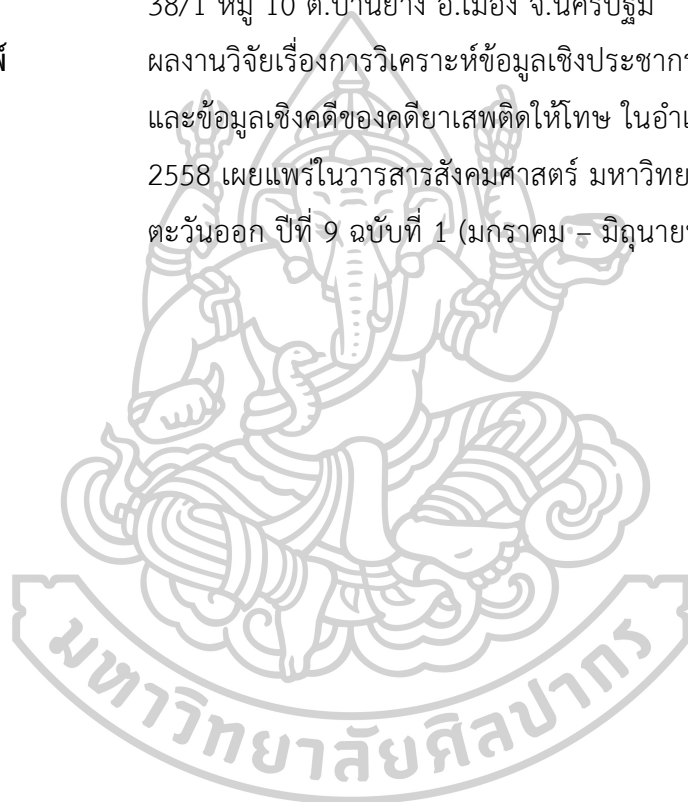 38/1 หมู่ 10 ต.บ้านยาง อ.เมือง จ.นครปฐม
ผลงานวิจัยเรื่องการวิเคราะห์ข้อมูลเชิงประชากร
และข้อมูลเชิงคดีของคดียาเสพติดให้โทษ ในอำเ
2558 เผยแพร่ในวารสารสังคมศาสตร์ มหาวิทย
ตะวันออก ปีที่ 9 ฉบับที่ 1 (มกราคม – มิถุนาย
มหาวิทยาลัยศิลปากร